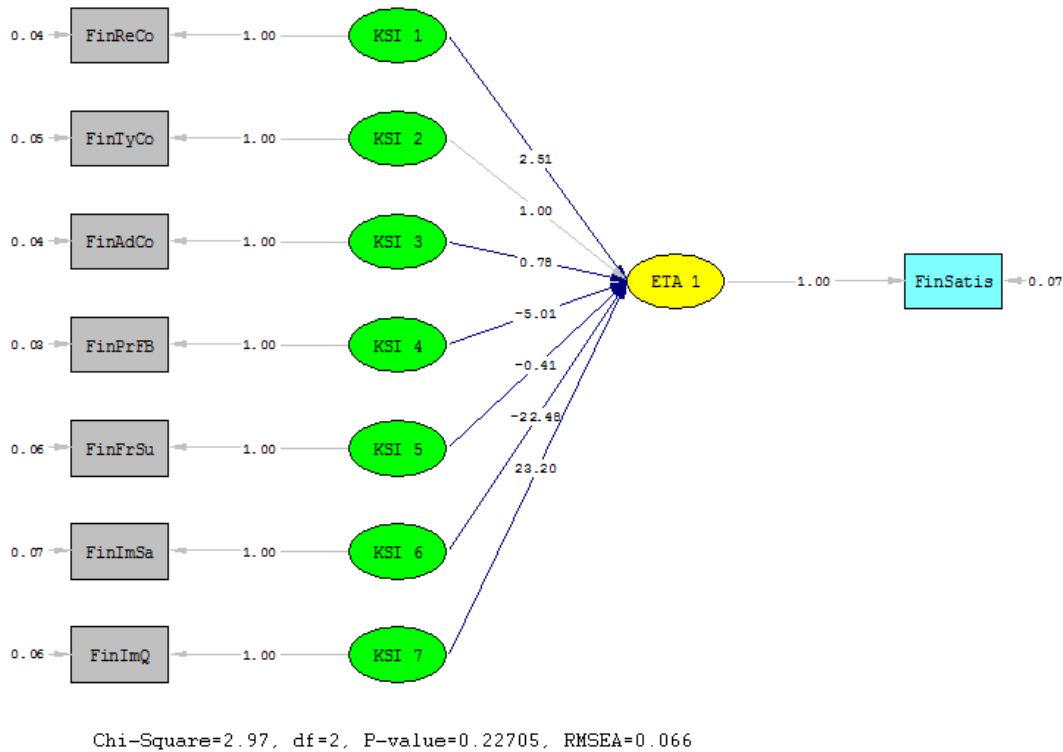 0.04 FinReCo 1.00 KSI 1
0.05 FinTyCo 1.00 KSI 2
2.51
1.00
0.04 FinAdCo 1.00 KSI 3
0.78
ETA 1 1.00 FinSatis 0.07
-5.01
0.03 FinPrFB 1.00 KSI 4
-0.41
-22.48
0.06 FinFrSu 1.00 KSI 5
23.20
0.07 FinImSa 1.00 KSI 6
0.06 FinImQ 1.00 KSI 7
Chi-Square=2.97, df=2, P-value=0.22705, RMSEA=0.066